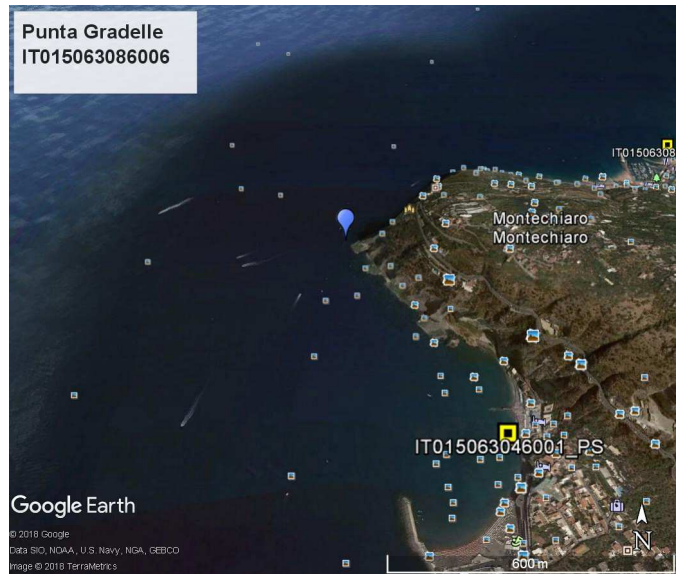 Punta Gradelle
IT015063086006
IT01506308
Montechiaro
Montechiaro
IT015063046001_PS
Google Earth
© 2018 Google
Data SIO, NOAA, U.S. Navy, NGA, GEBCO
Image © 2018 TerraMetrics
N
600 m